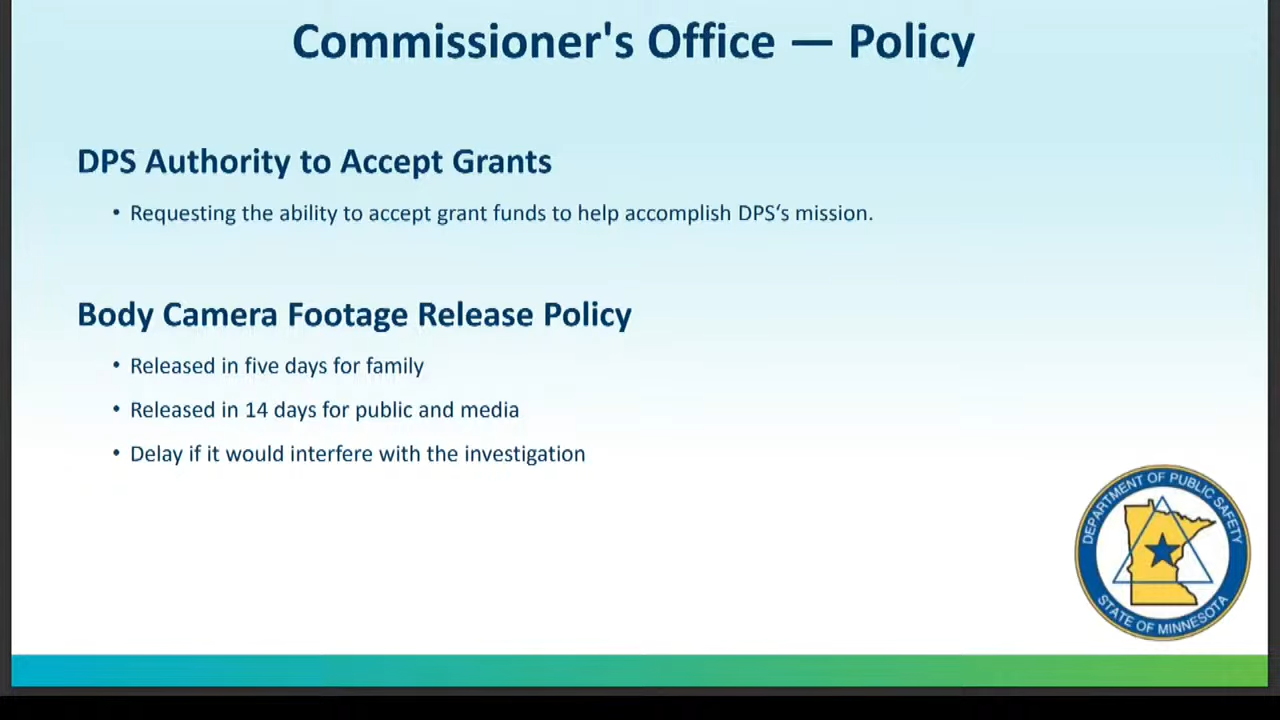 Commissioner's Office — Policy
DPS Authority to Accept Grants
• Requesting the ability to accept grant funds to help accomplish DPS‘s mission.
Body Camera Footage Release Policy
• Released in five days for family
• Released in 14 days for public and media
• Delay if it would interfere with the investigation
DEPARTMENT OF PUBLIC SAFETY
STATE OF MINNESOTA